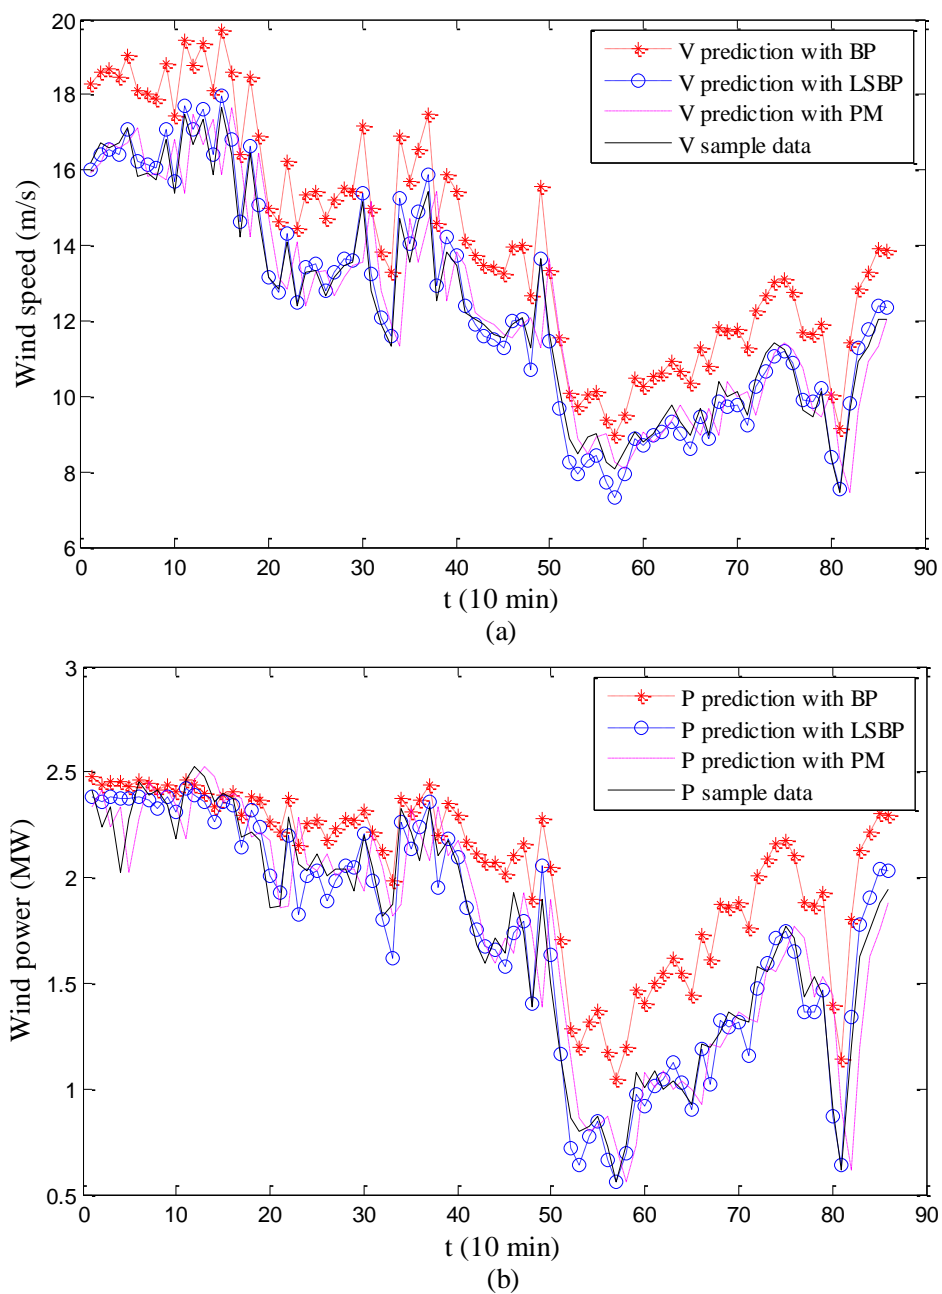 20
18
16
14
12
10
8
6
Wind speed (m/s)
V prediction with BP
V prediction with LSBP
V prediction with PM
V sample data
0 10 20 30 40 50 60 70 80 90
t (10 min)
(a)
3
2.5
2
1.5
1
0.5
Wind power (MW)
P prediction with BP
P prediction with LSBP
P prediction with PM
P sample data
0 10 20 30 40 50 60 70 80 90
t (10 min)
(b)